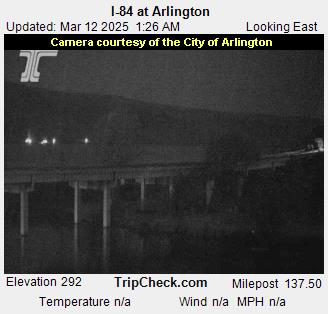 I-84 at Arlington
Updated: Mar 12 2025 1:26 AM Looking East
Camera courtesy of the City of Arlington
Elevation 292 TripCheck.com Milepost 137.50
Temperature n/a Wind n/a MPH n/a